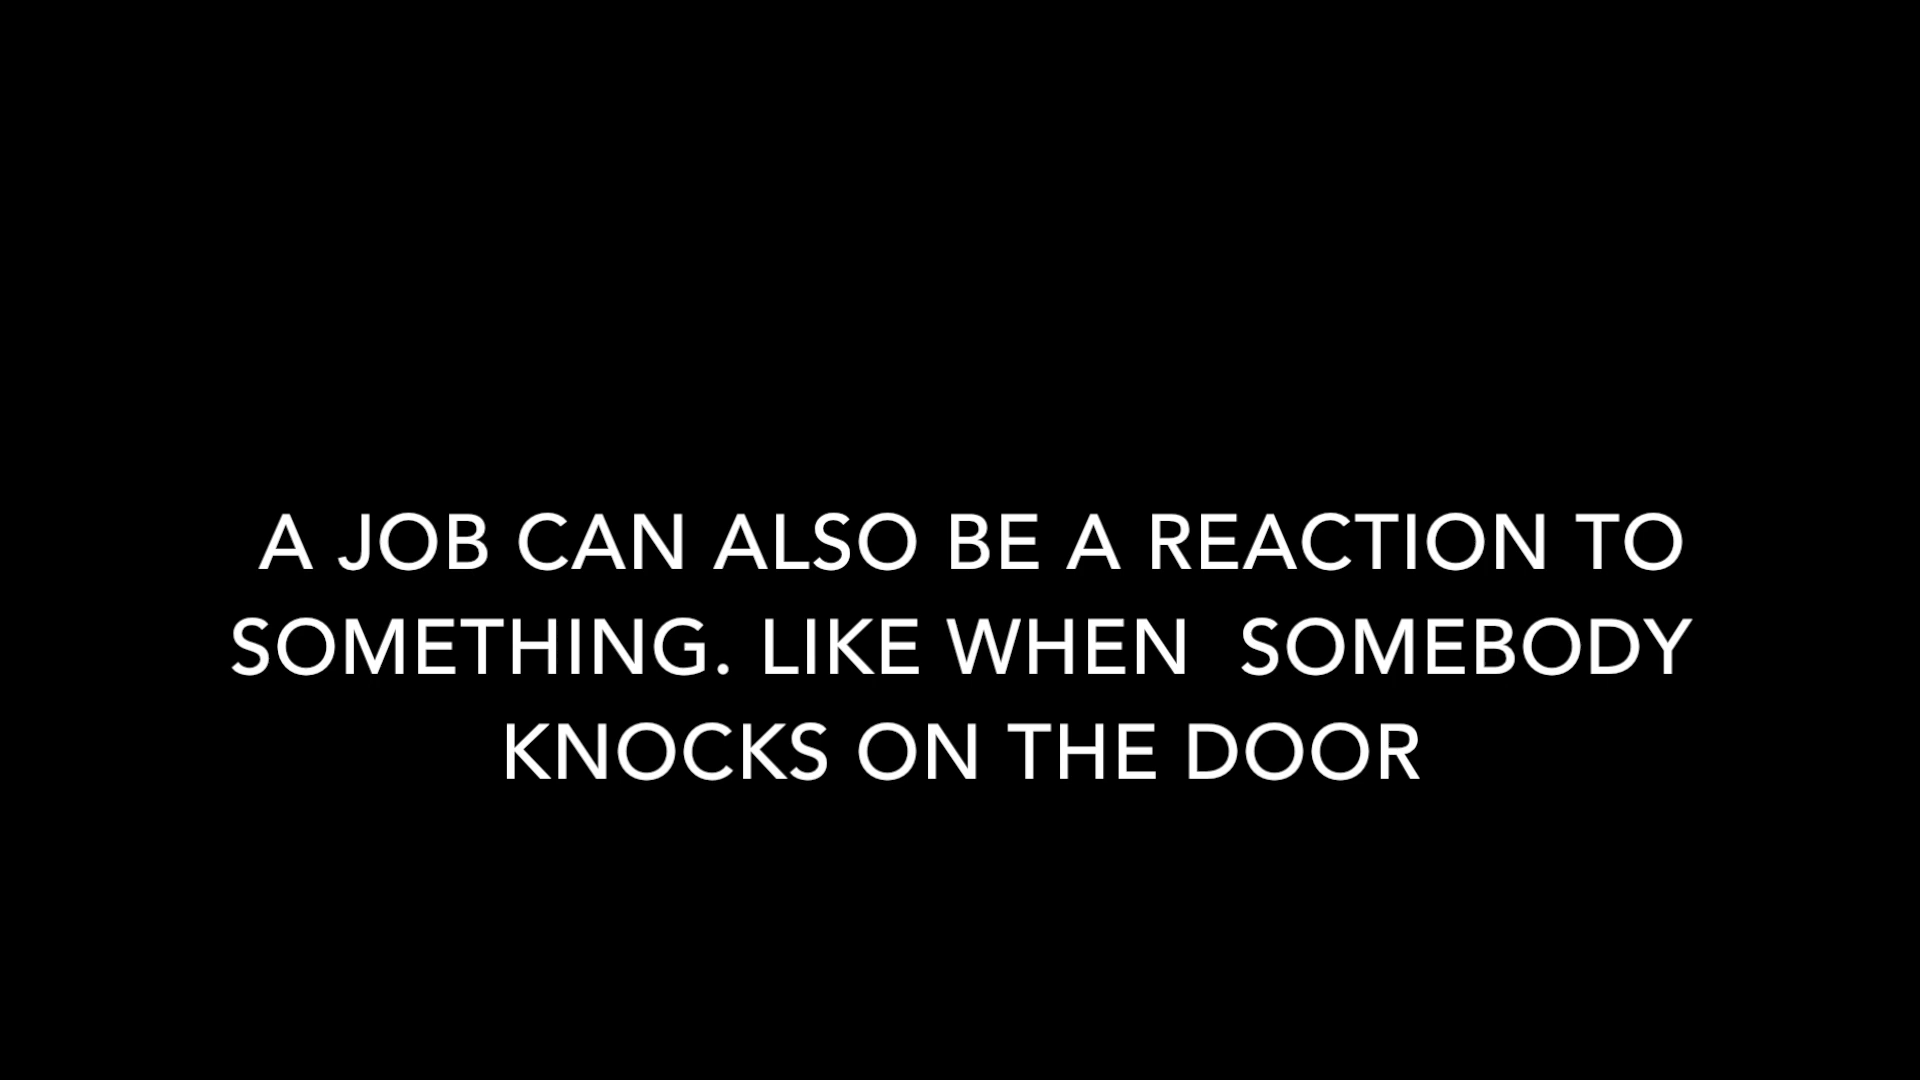 A JOB CAN ALSO BE A REACTION TO
SOMETHING. LIKE WHEN  SOMEBODY
KNOCKS ON THE DOOR